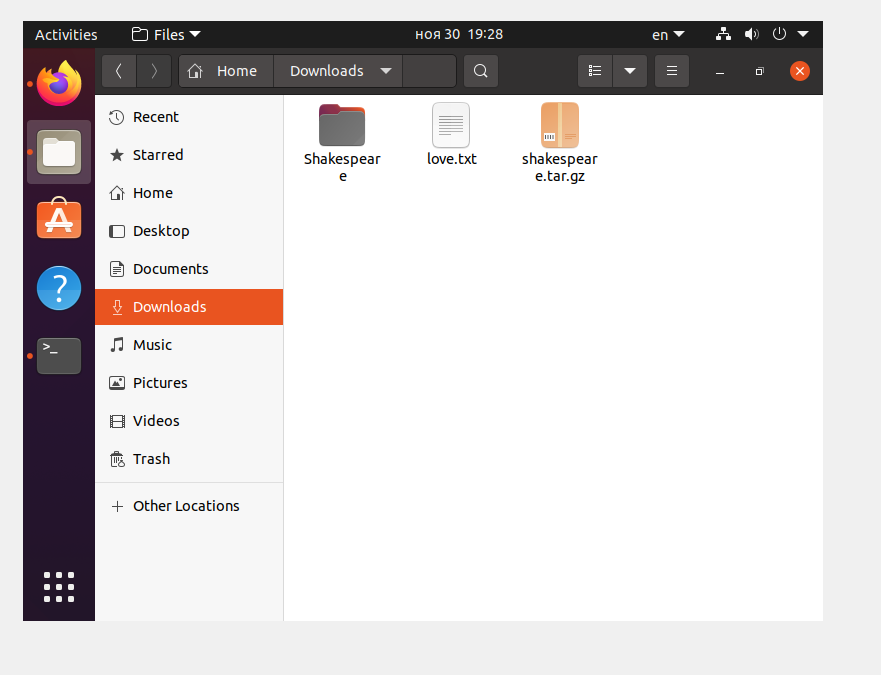 Activities
Files
ноя 30 19:28
en
Home
Downloads
Recent
Starred
Home
Desktop
Documents
Downloads
Music
Pictures
Videos
Trash
Other Locations
Shakespear
e
love.txt
shakespear
e.tar.gz